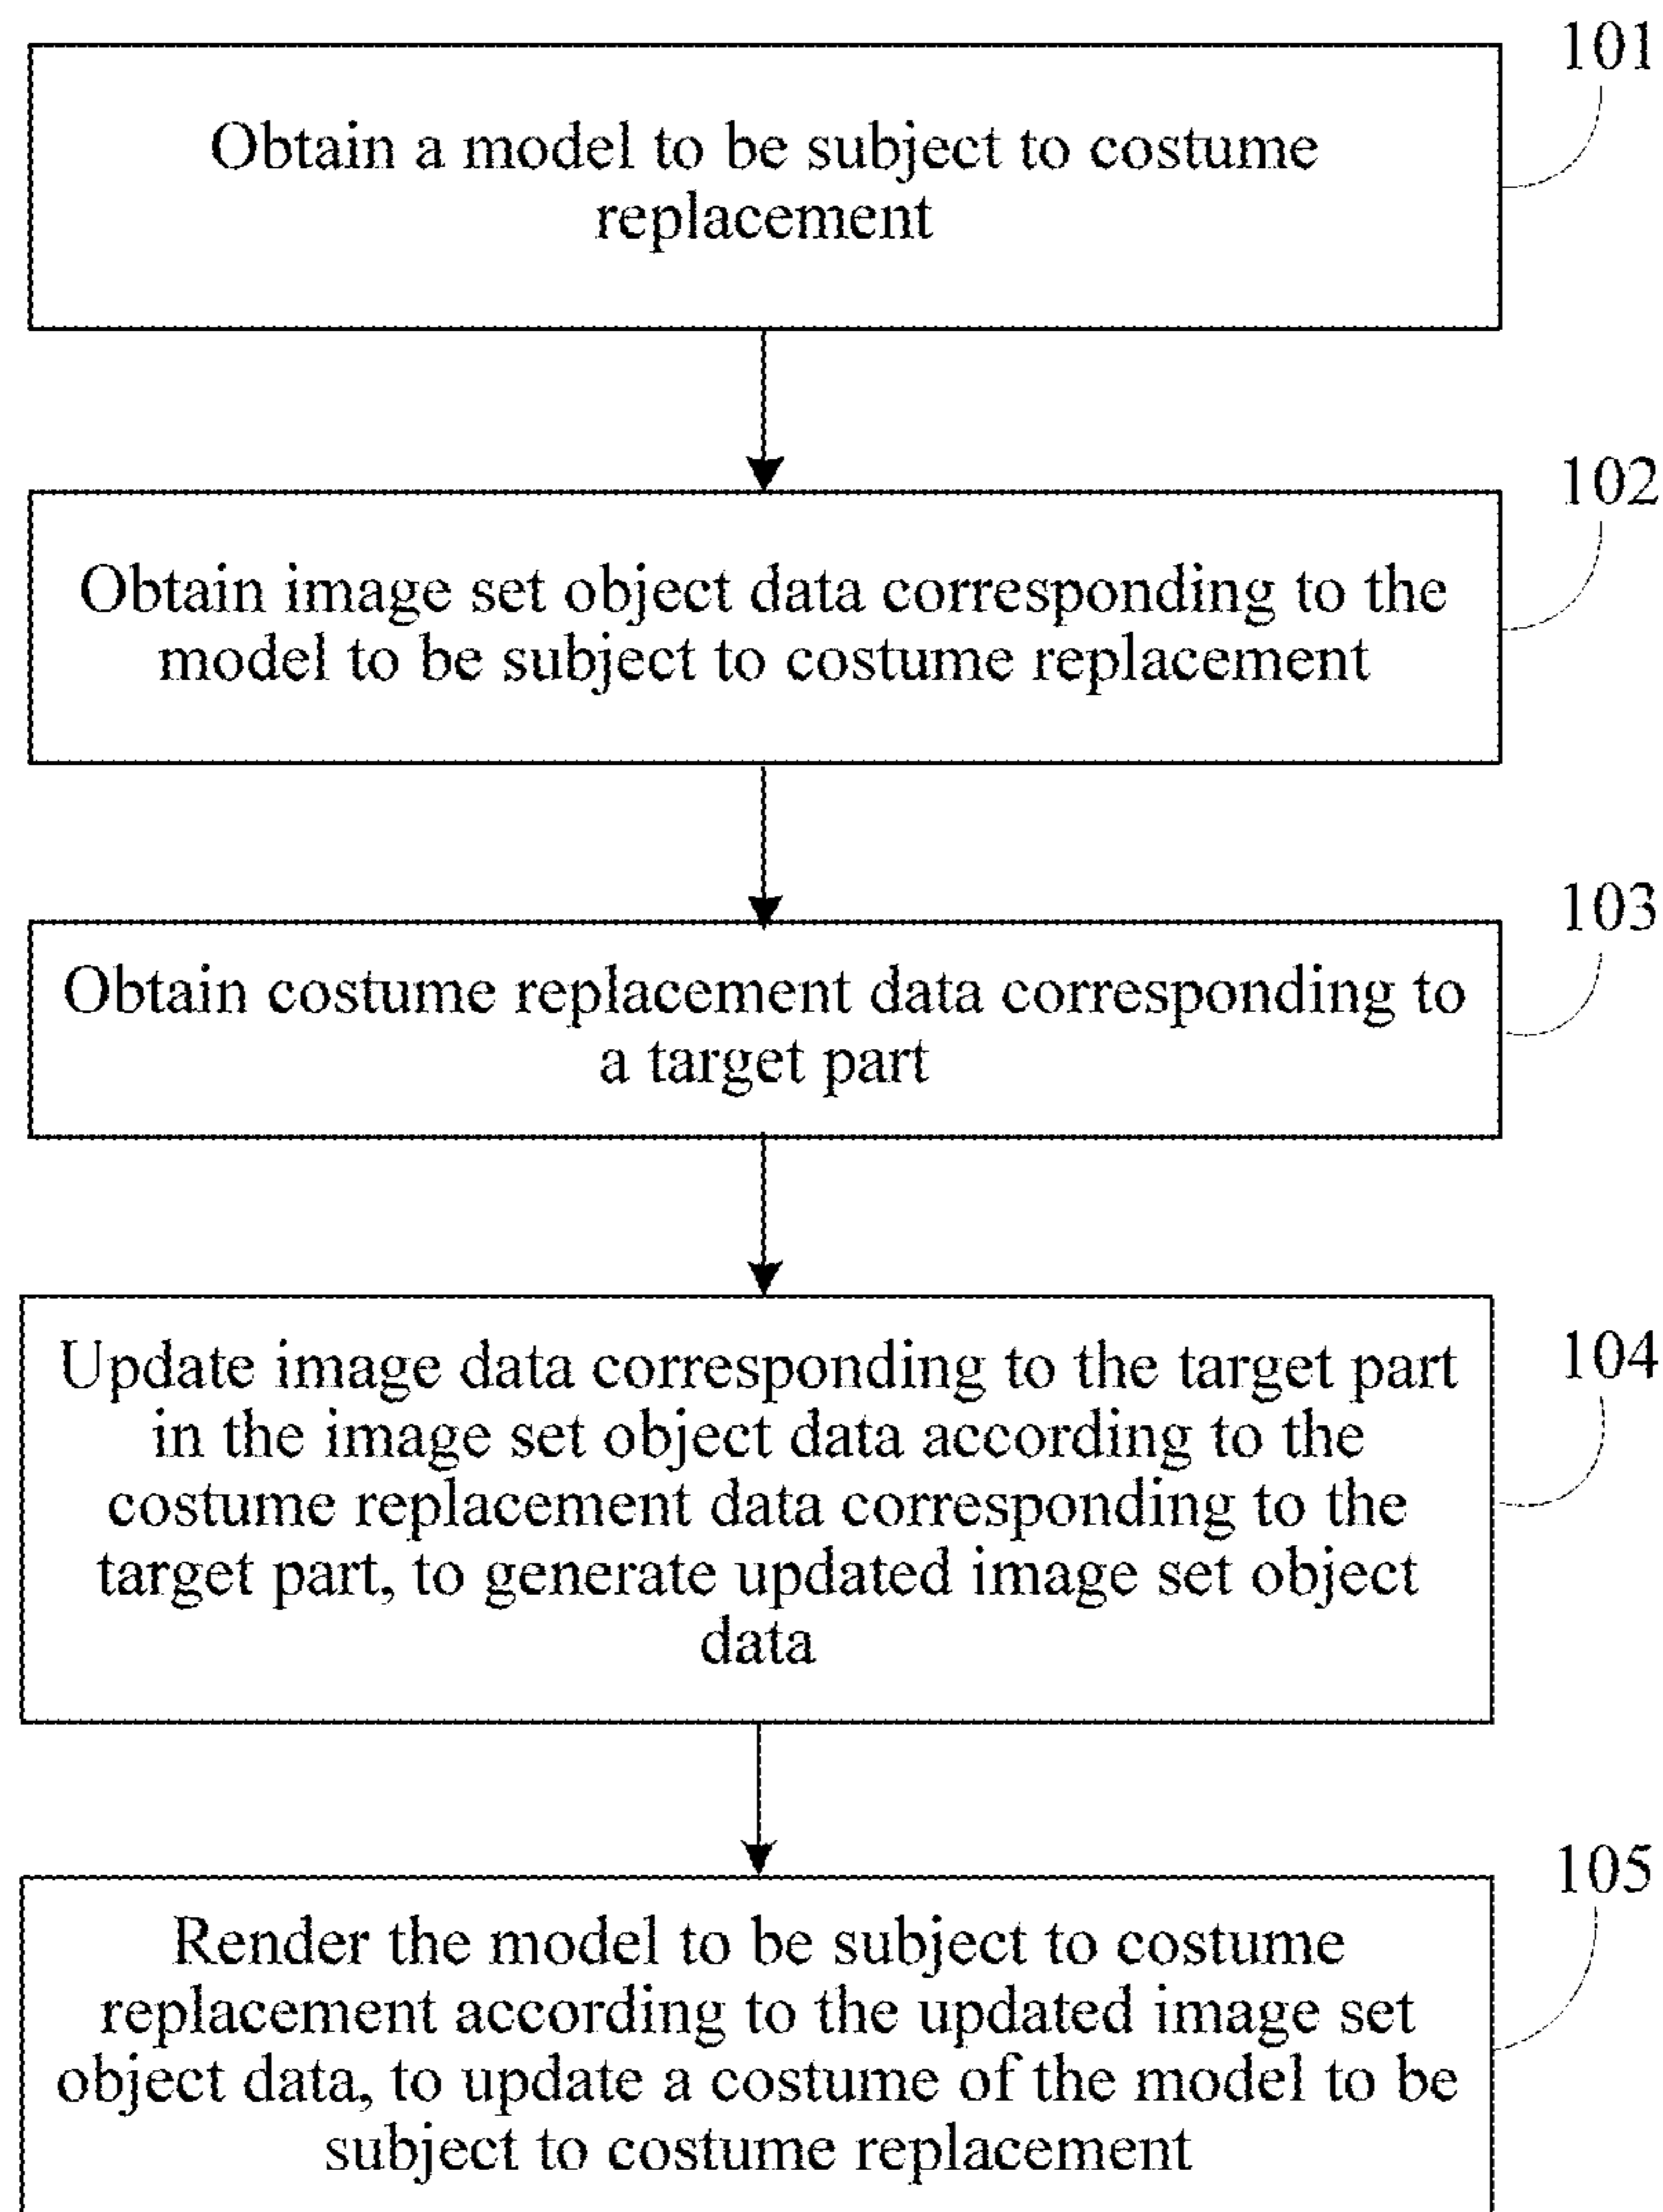 101
Obtain a model to be subject to costume
replacement
102
Obtain image set object data corresponding to the
model to be subject to costume replacement
103
Obtain costume replacement data corresponding to
a target part
104
Update image data corresponding to the target part
in the image set object data according to the
costume replacement data corresponding to the
target part, to generate updated image set object
data
105
Render the model to be subject to costume
replacement according to the updated image set
object data, to update a costume of the model to be
subject to costume replacement